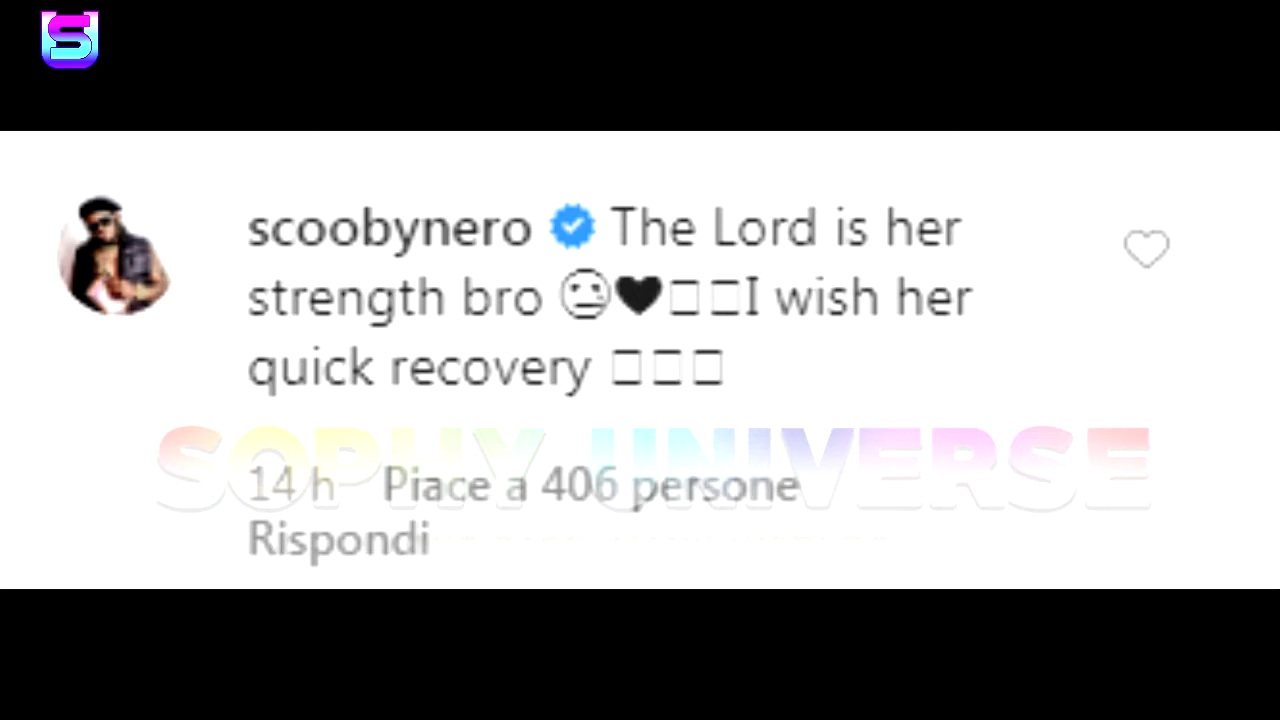 S
scoobynero The Lord is her
strength bro 😒🖤□□I wish her
quick recovery □□□
SOPHY UNIVERSE
14 h Piace a 406 persone
Rispondi